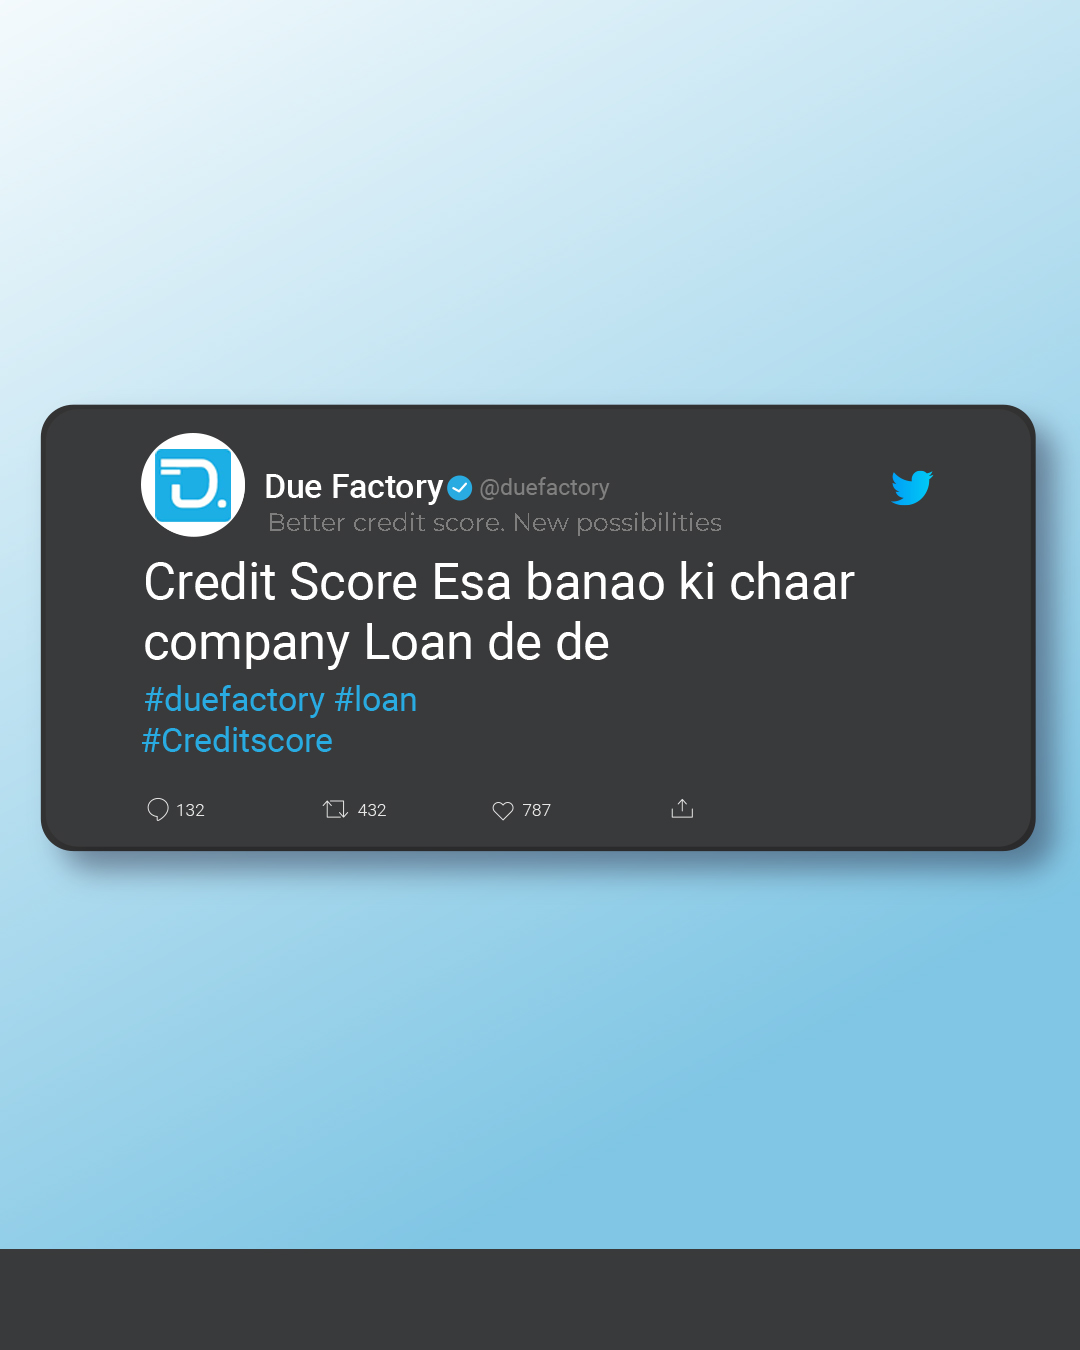 Due Factory @duefactory
Better credit score. New possibilities
Credit Score Esa banao ki chaar
company Loan de de
#duefactory #loan
#Creditscore
132 432 787